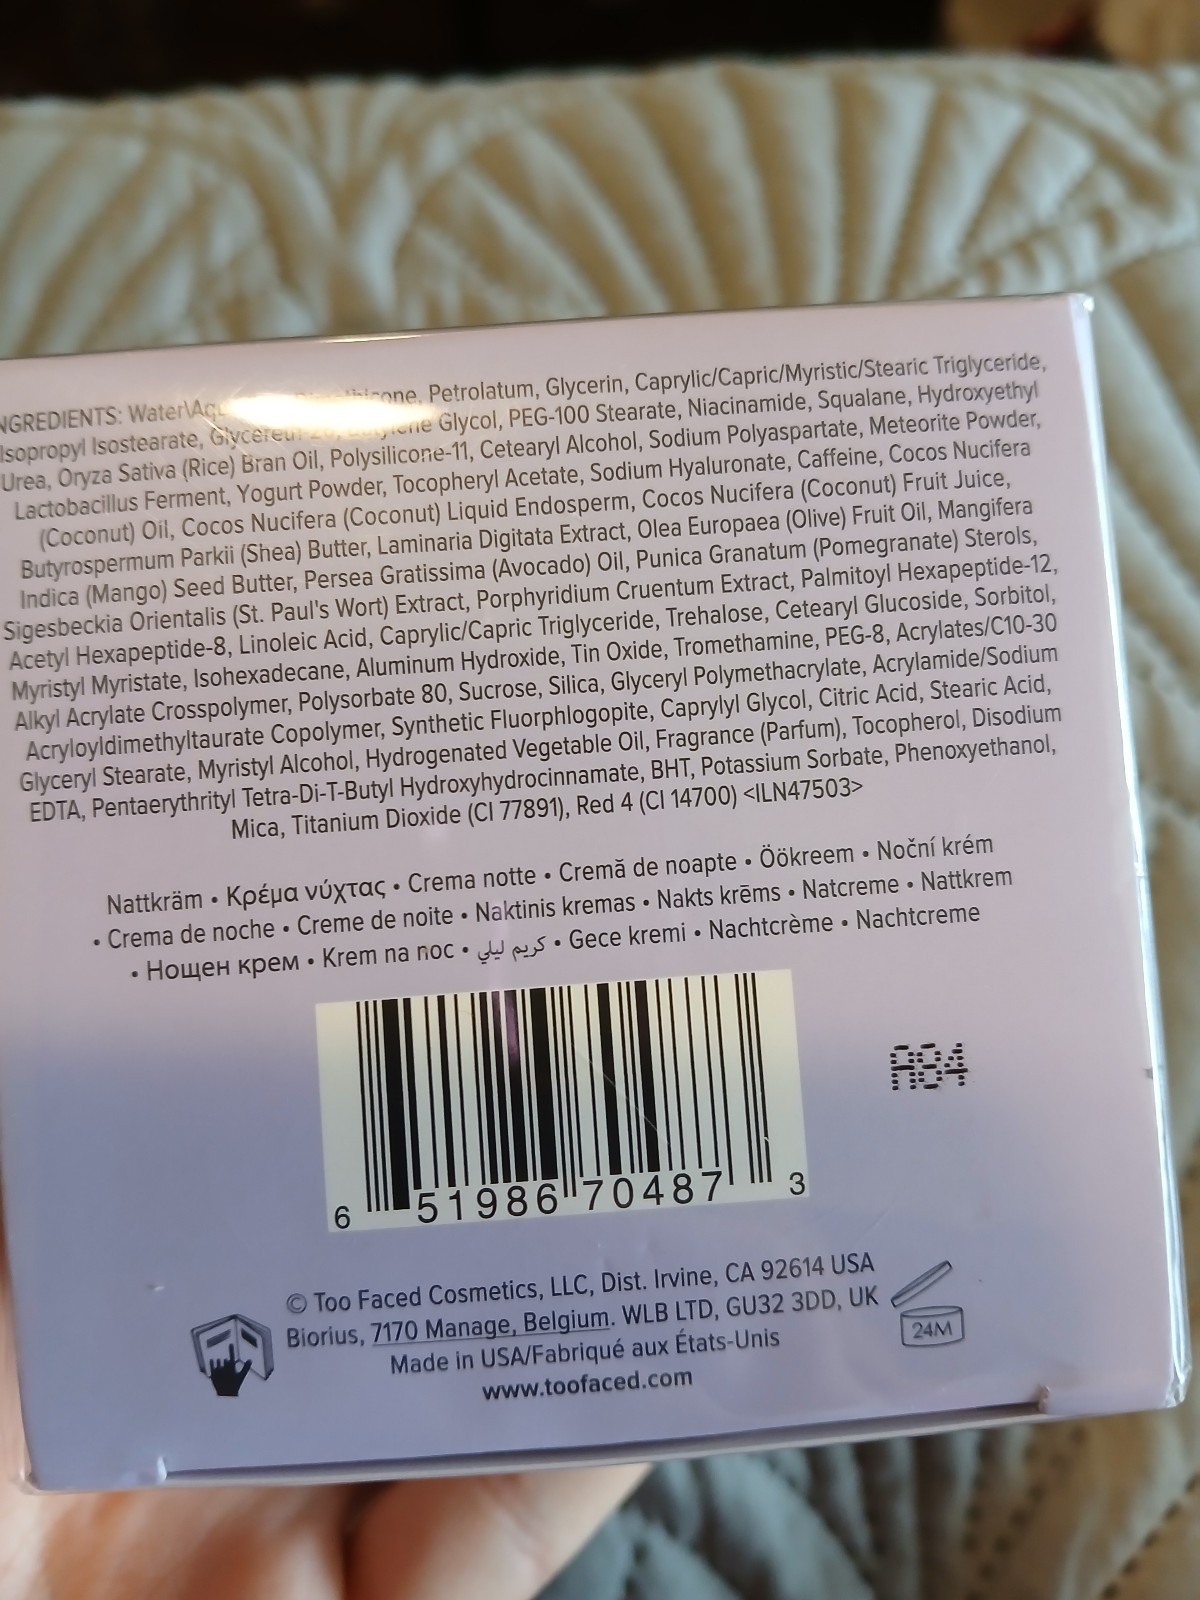 NGREDIENTS: Water\Aqu , Petrolatum, Glycerin, Caprylic/Capric/Myristic/Stearic Triglyceride,
Isopropyl Isostearate, Glycol, PEG-100 Stearate, Niacinamide, Squalane, Hydroxyethyl
Urea, Oryza Sativa (Rice) Bran Oil, Polysilicone-11, Cetearyl Alcohol, Sodium Polyaspartate, Meteorite Powder,
Lactobacillus Ferment, Yogurt Powder, Tocopheryl Acetate, Sodium Hyaluronate, Caffeine, Cocos Nucifera
(Coconut) Oil, Cocos Nucifera (Coconut) Liquid Endosperm, Cocos Nucifera (Coconut) Fruit Juice,
Butyrospermum Parkii (Shea) Butter, Laminaria Digitata Extract, Olea Europaea (Olive) Fruit Oil, Mangifera
Indica (Mango) Seed Butter, Persea Gratissima (Avocado) Oil, Punica Granatum (Pomegranate) Sterols,
Sigesbeckia Orientalis (St. Paul's Wort) Extract, Porphyridium Cruentum Extract, Palmitoyl Hexapeptide-12,
Acetyl Hexapeptide-8, Linoleic Acid, Caprylic/Capric Triglyceride, Trehalose, Cetearyl Glucoside, Sorbitol,
Myristyl Myristate, Isohexadecane, Aluminum Hydroxide, Tin Oxide, Tromethamine, PEG-8, Acrylates/C10-30
Alkyl Acrylate Crosspolymer, Polysorbate 80, Sucrose, Silica, Glyceryl Polymethacrylate, Acrylamide/Sodium
Acryloyldimethyltaurate Copolymer, Synthetic Fluorphlogopite, Caprylyl Glycol, Citric Acid, Stearic Acid,
Glyceryl Stearate, Myristyl Alcohol, Hydrogenated Vegetable Oil, Fragrance (Parfum), Tocopherol, Disodium
EDTA, Pentaerythrityl Tetra-Di-T-Butyl Hydroxyhydrocinnamate, BHT, Potassium Sorbate, Phenoxyethanol,
Mica, Titanium Dioxide (CI 77891), Red 4 (CI 14700) <ILN47503>
Nattkräm • Κρέμα νύχτας • Crema notte • Cremă de noapte • Öökreem • Noční krém
• Crema de noche • Creme de noite • Naktinis kremas • Nakts krēms • Natcreme • Nattkrem
• Нощен крем • Krem na noc • كريم ليلي • Gece kremi • Nachtcrème • Nachtcreme
A84
6 51986 70487 3
© Too Faced Cosmetics, LLC, Dist. Irvine, CA 92614 USA
Biorius, 7170 Manage, Belgium. WLB LTD, GU32 3DD, UK
Made in USA/Fabriqué aux États-Unis
www.toofaced.com
24M